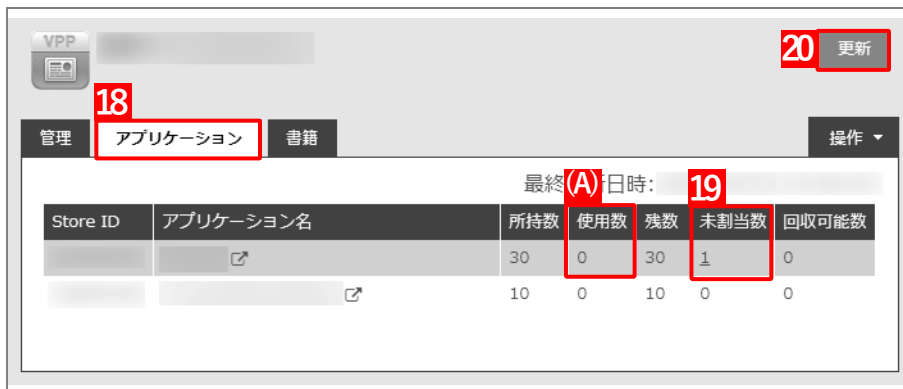 VPP
20 更新
18
管理 アプリケーション 書籍 操作 ▼
最終(A)新日時: 19
Store ID アプリケーション名 所持数 使用数 残数 未割当数 回収可能数
30 0 30 1 0
10 0 10 0 0